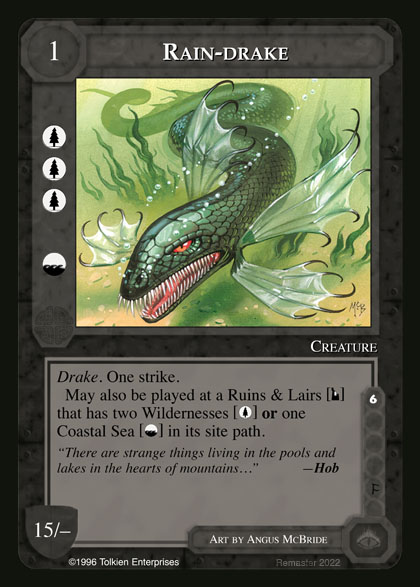 1
RAIN-DRAKE
McB
CREATURE
Drake. One strike.
May also be played at a Ruins & Lairs [ ]
that has two Wildernesses [ ] or one
Coastal Sea [ ] in its site path.
“There are strange things living in the pools and
lakes in the hearts of mountains…” —Hob
6
15/–
ART BY ANGUS MCBRIDE
©1996 Tolkien Enterprises
Remaster 2022